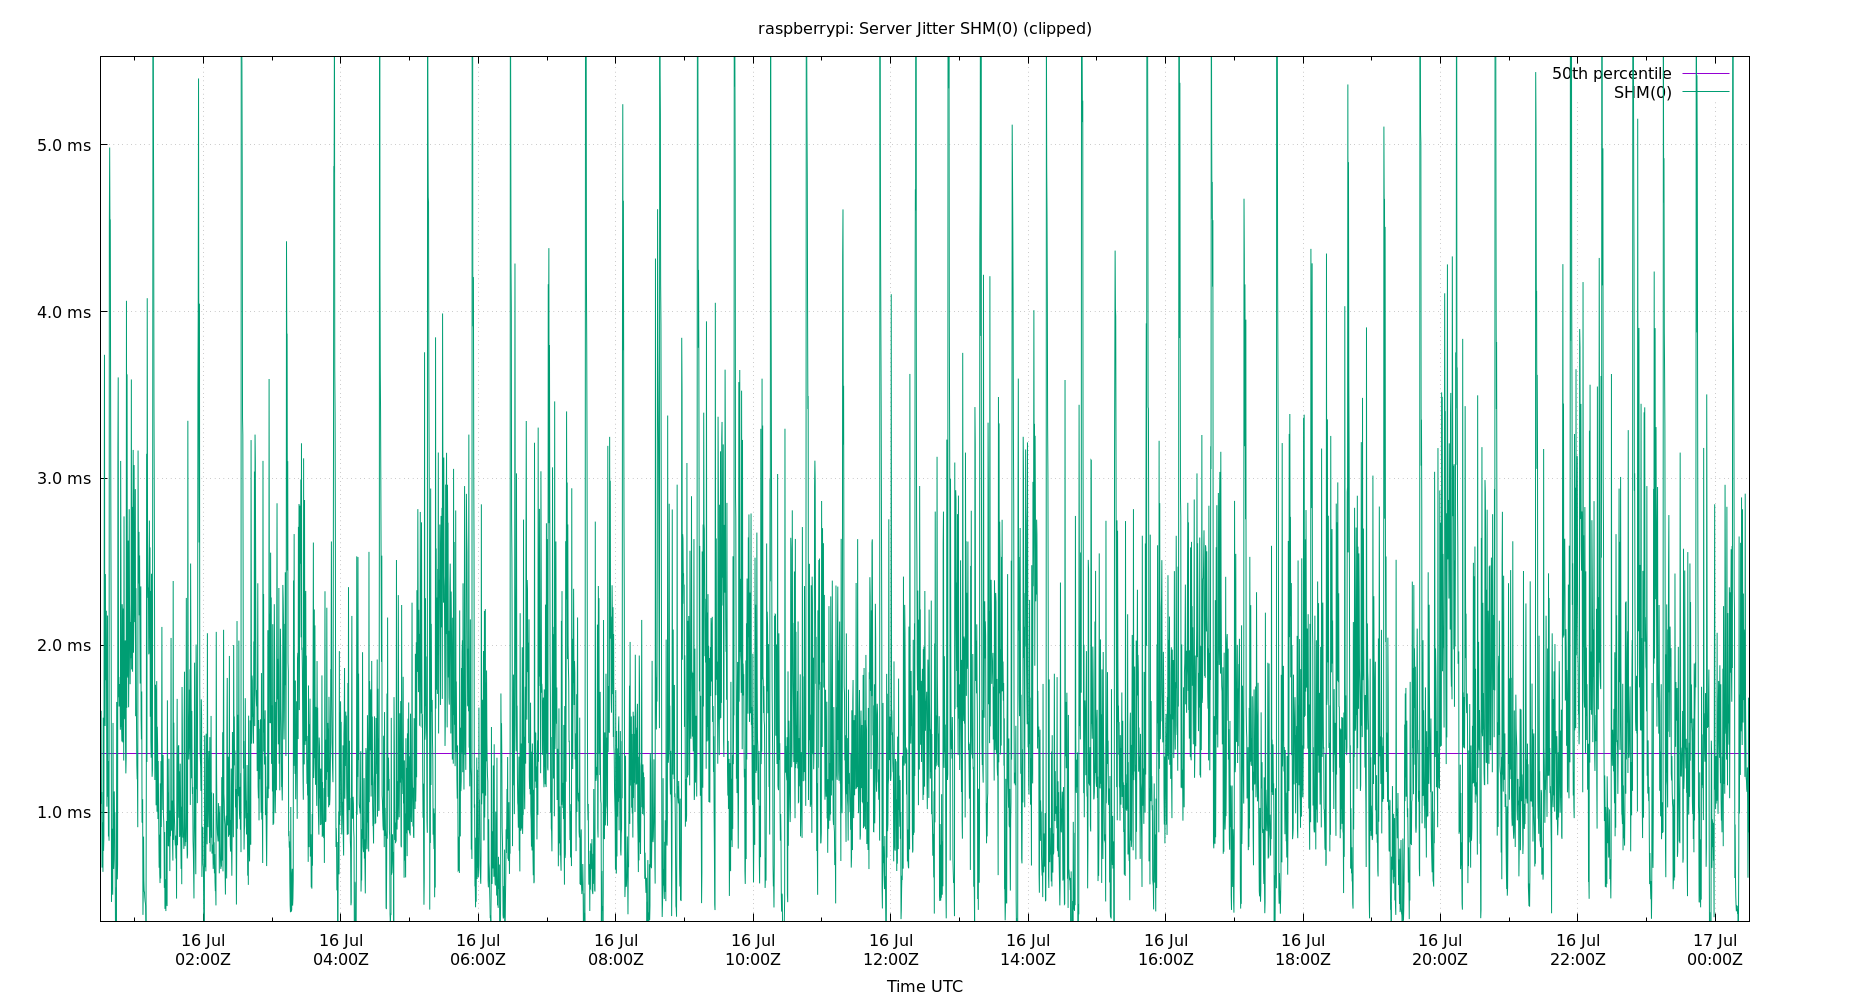 raspberrypi: Server Jitter SHM(0) (clipped)
50th percentile
SHM(0)
5.0 ms
4.0 ms
3.0 ms
2.0 ms
1.0 ms
16 Jul 16 Jul 16 Jul 16 Jul 16 Jul 16 Jul 16 Jul 16 Jul 16 Jul 16 Jul 16 Jul 17 Jul
02:00Z 04:00Z 06:00Z 08:00Z 10:00Z 12:00Z 14:00Z 16:00Z 18:00Z 20:00Z 22:00Z 00:00Z
Time UTC